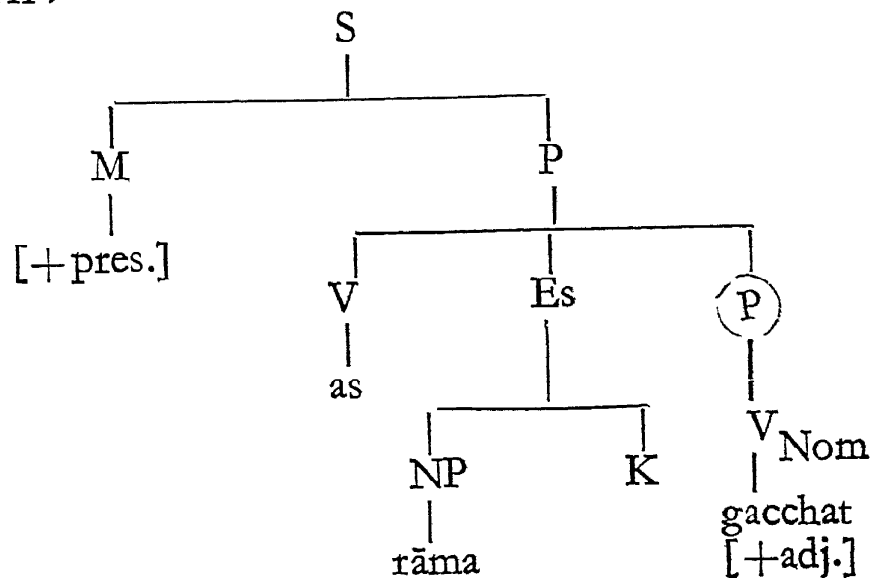 S
M P
[+pres.]
V Es P
as
V Nom
NP K
gacchat
rāma [+adj.]